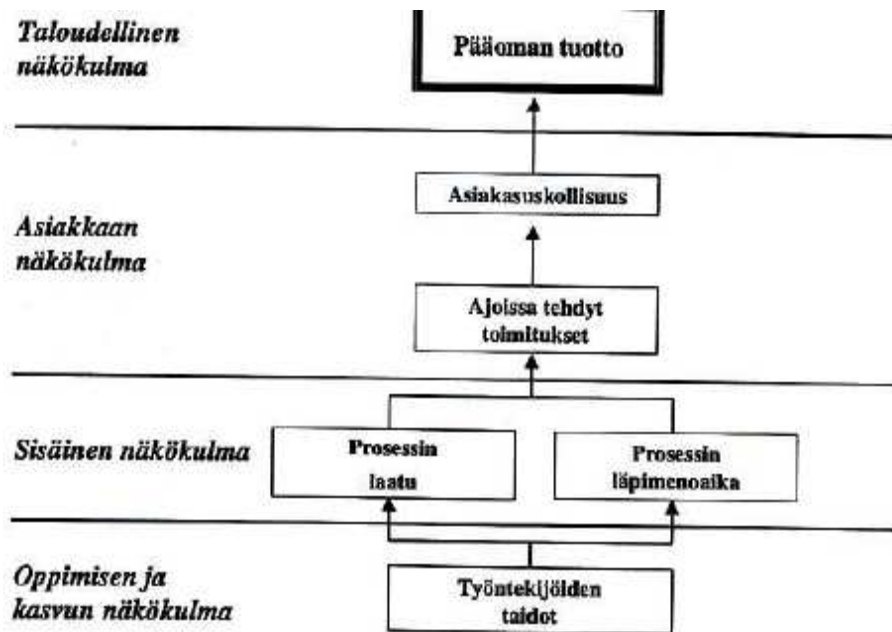 Taloudellinen
näkökulma
Pääoman tuotto
Asiakkaan
näkökulma
Asiakasuskollisuus
Ajoissa tehdyt
toimitukset
Sisäinen näkökulma
Prosessin
laatu
Prosessin
läpimenoaika
Oppimisen ja
kasvun näkökulma
Työntekijöiden
taidot